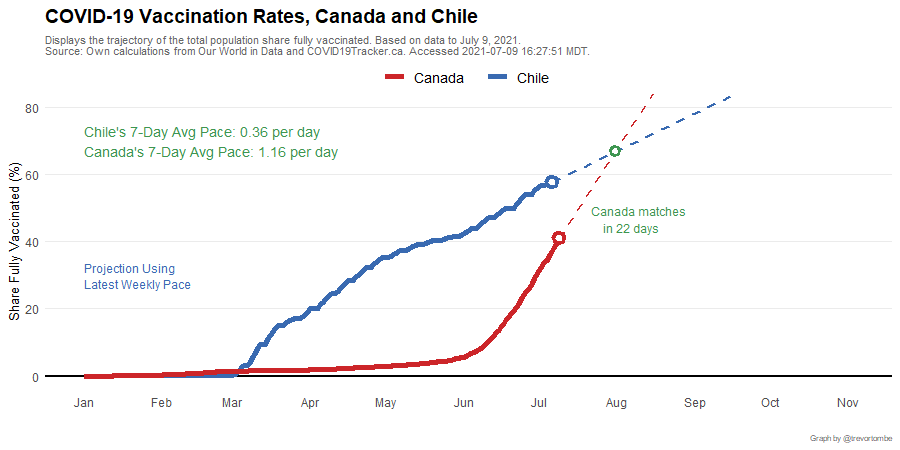 COVID-19 Vaccination Rates, Canada and Chile
Displays the trajectory of the total population share fully vaccinated. Based on data to July 9, 2021.
Source: Own calculations from Our World in Data and COVID19Tracker.ca. Accessed 2021-07-09 16:27:51 MDT.
Canada Chile
Share Fully Vaccinated (%)
80
60
40
20
0
Chile's 7-Day Avg Pace: 0.36 per day
Canada's 7-Day Avg Pace: 1.16 per day
Canada matches
in 22 days
Projection Using
Latest Weekly Pace
Jan Feb Mar Apr May Jun Jul Aug Sep Oct Nov
Graph by @trevortombe